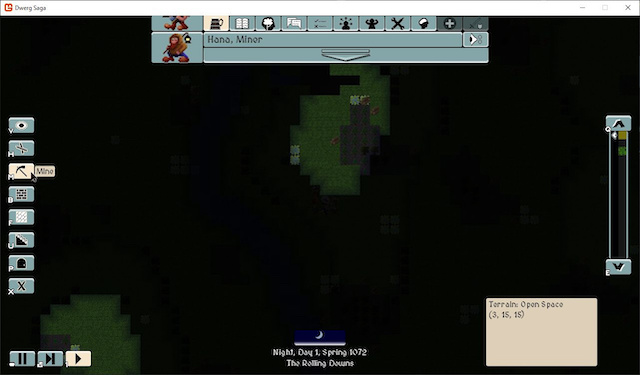 Dwerg Saga
Hana, Miner
V
H
M
Mine
B
F
U
P
X
Q
E
Terrain: Open Space
(3, 15, 15)
Night, Day 1, Spring 1072
The Rolling Downs